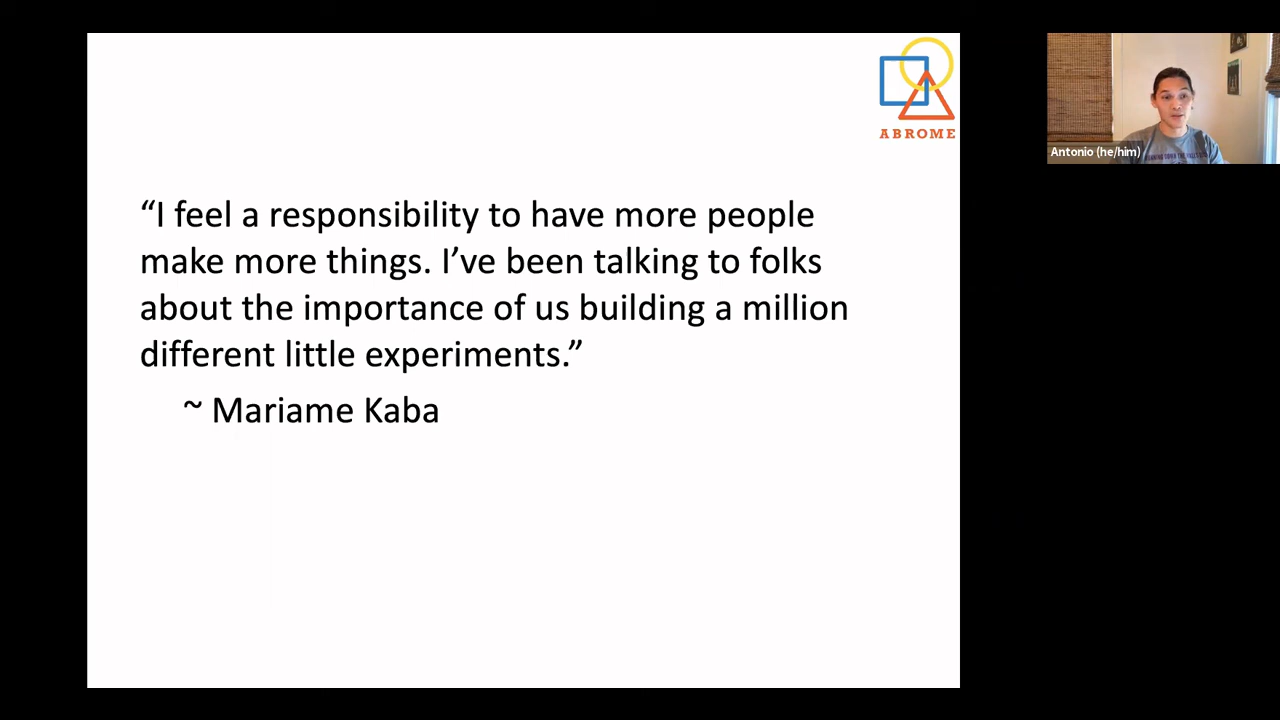 ABROME
“I feel a responsibility to have more people
make more things. I’ve been talking to folks
about the importance of us building a million
different little experiments.”
~ Mariame Kaba
Antonio (he/him)